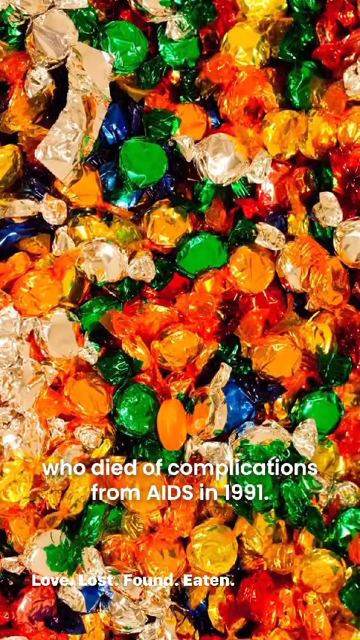 who died of complications
from AIDS in 1991.
Love. Lost. Found. Eaten.